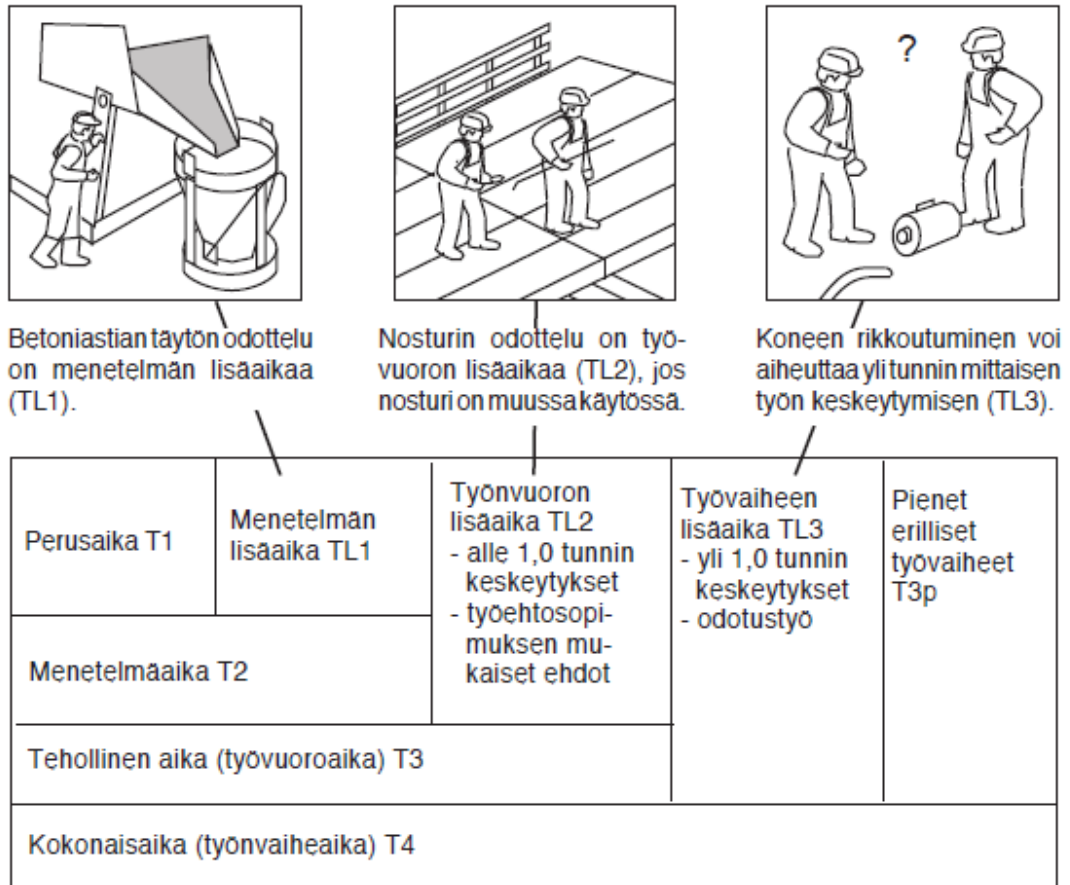 ?
Betoniastian täytön odottelu
on menetelmän lisäaikaa
(TL1).
Nosturin odottelu on työ-
vuoron lisäaikaa (TL2), jos
nosturi on muussa käytössä.
Koneen rikkoutuminen voi
aiheuttaa yli tunnin mittaisen
työn keskeytymisen (TL3).
Perusaika T1
Menetelmän
lisäaika TL1
Työnvuoron
lisäaika TL2
- alle 1,0 tunnin
keskeytykset
- työehtosopi-
muksen mu-
kaiset ehdot
Työvaiheen
lisäaika TL3
- yli 1,0 tunnin
keskeytykset
- odotustyö
Pienet
erilliset
työvaiheet
T3p
Menetelmäaika T2
Tehollinen aika (työvuoroaika) T3
Kokonaisaika (työnvaiheaika) T4